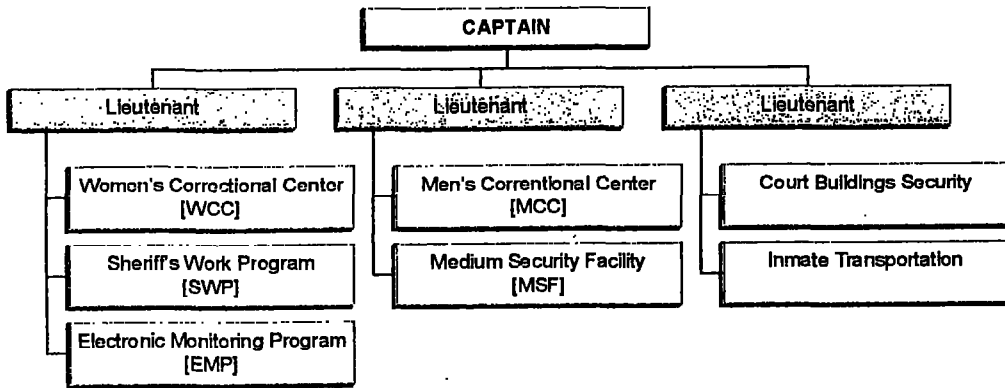 CAPTAIN
Lieutenant
Women's Correctional Center
[WCC]
Sheriff's Work Program
[SWP]
Electronic Monitoring Program
[EMP]
Lieutenant
Men's Correntional Center
[MCC]
Medium Security Facility
[MSF]
Lieutenant
Court Buildings Security
Inmate Transportation